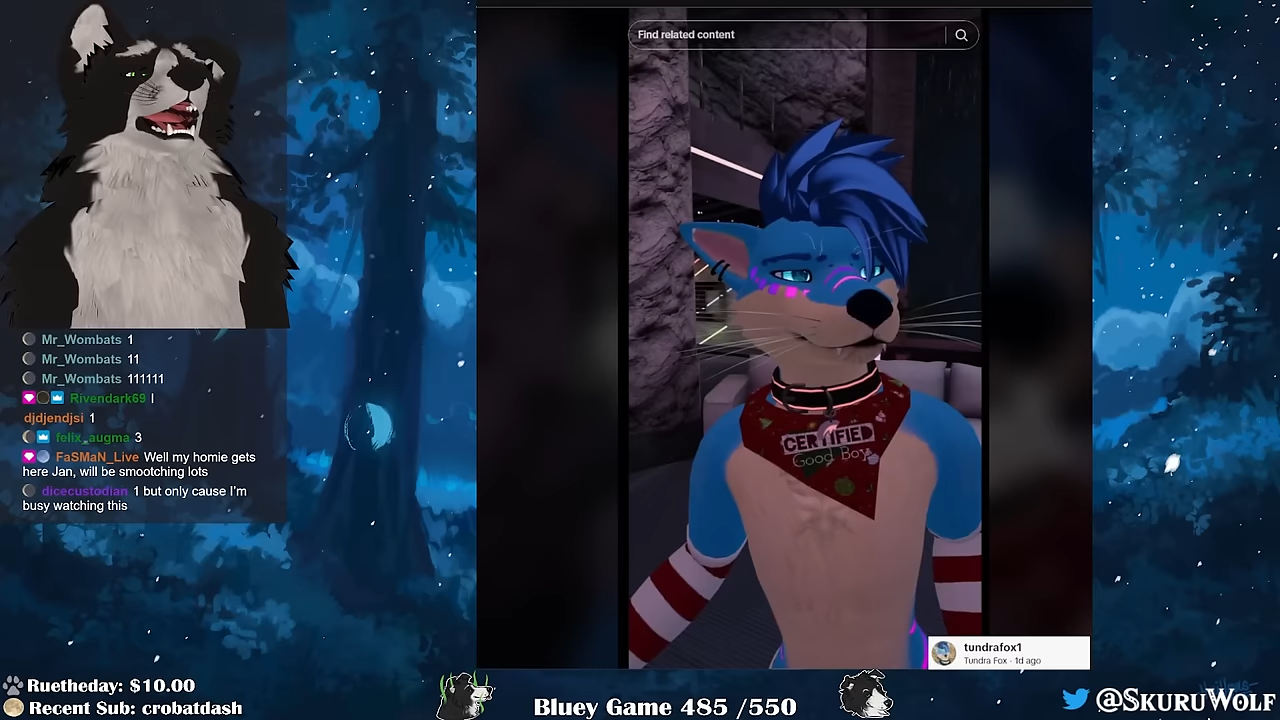 Find related content
Mr_Wombats 1
Mr_Wombats 11
Mr_Wombats 111111
Rivendark69 I
djdjendjsi 1
felix_augma 3
FaSMaN_Live Well my homie gets
here Jan, will be smootching lots
dicecustodian 1 but only cause I'm
busy watching this
CERTIFIED
Good Boy
tundrafox1
Tundra Fox · 1d ago
Ruetheday: $10.00
Recent Sub: crobatdash
Bluey Game 485 /550
@SkuruWolf